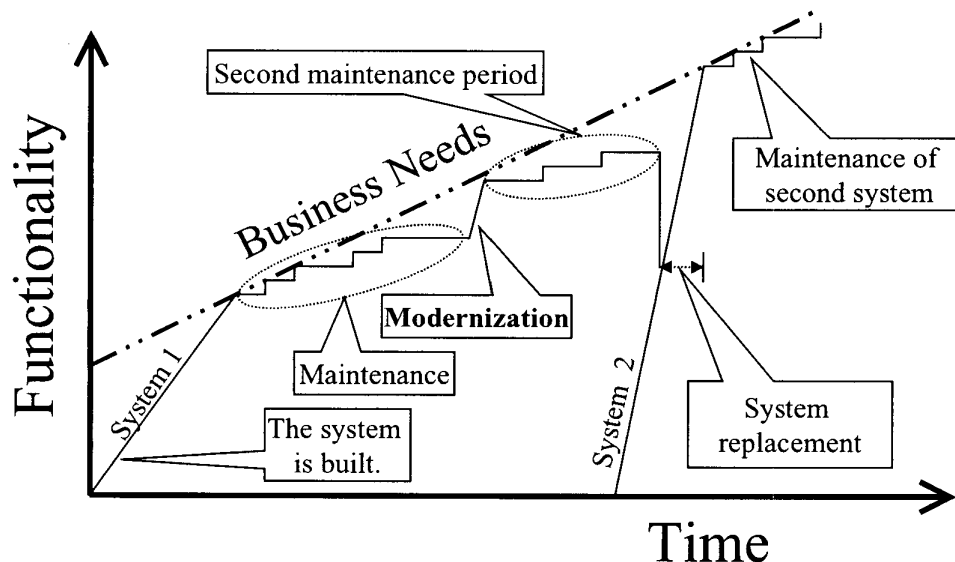 Second maintenance period
Business Needs
Functionality
Maintenance of
second system
Modernization
Maintenance
System 1
The system
is built.
System 2
System
replacement
Time